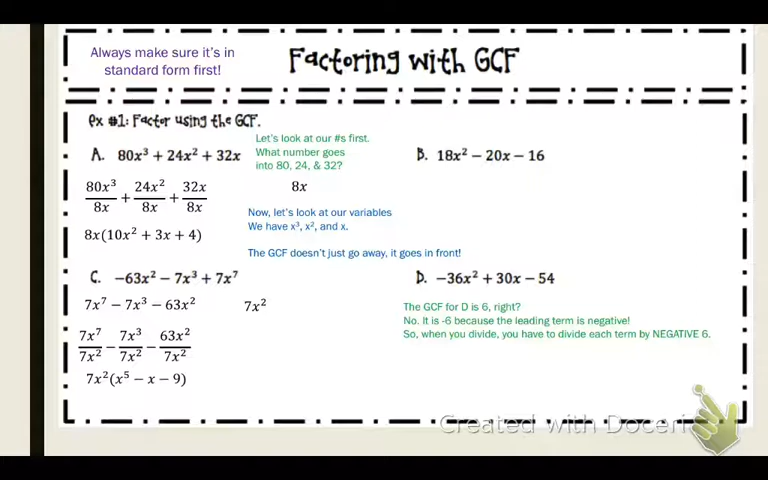 Always make sure it's in
standard form first!
Factoring with GCF
Ex #1: Factor using the GCF.
Let's look at our #s first.
What number goes
into 80, 24, & 32?
A. 80x³ + 24x² + 32x
B. 18x² − 20x − 16
80x³/8x + 24x²/8x + 32x/8x
8x
Now, let's look at our variables
We have x³, x², and x.
8x(10x² + 3x + 4)
The GCF doesn't just go away, it goes in front!
C. −63x² − 7x³ + 7x⁷
D. −36x² + 30x − 54
7x⁷ − 7x³ − 63x²
7x²
The GCF for D is 6, right?
No. It is -6 because the leading term is negative!
So, when you divide, you have to divide each term by NEGATIVE 6.
7x⁷/7x² − 7x³/7x² − 63x²/7x²
7x²(x⁵ − x − 9)
Created with Doceri